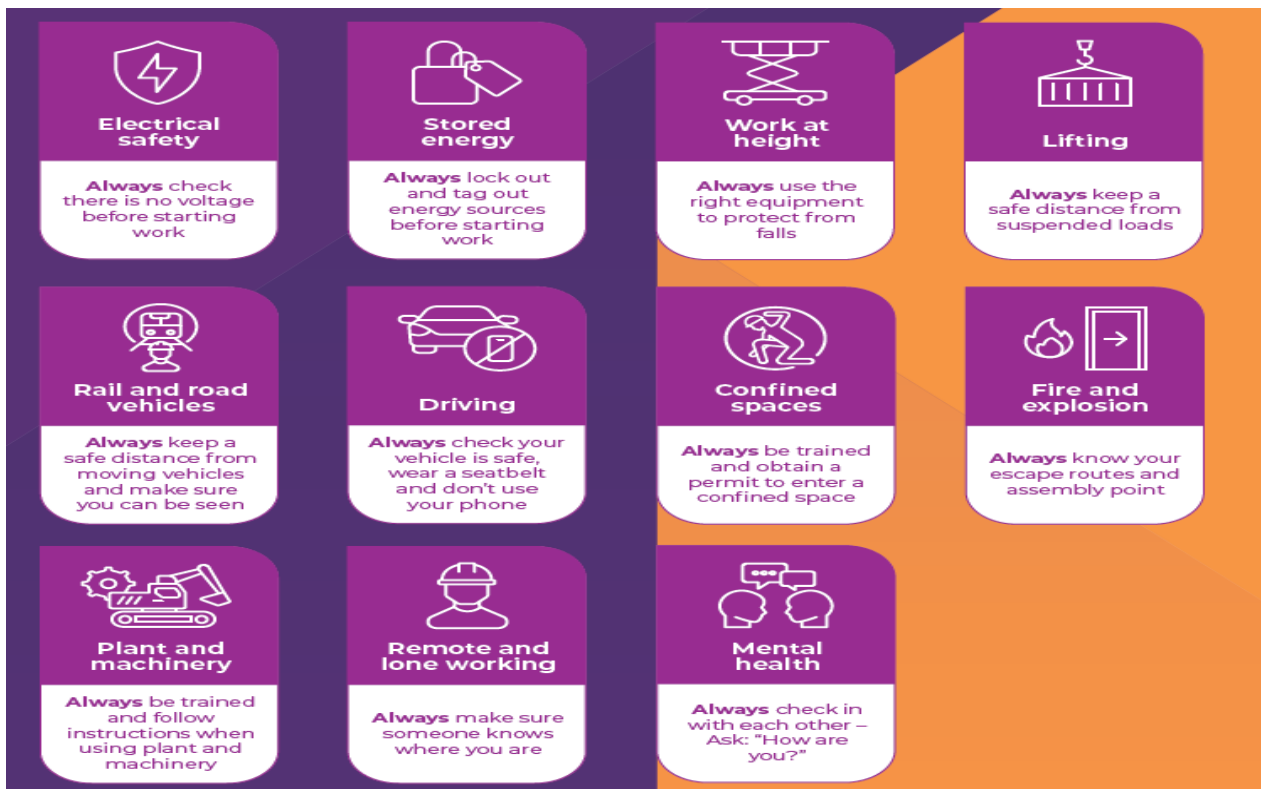 Electrical
safety
Always check
there is no voltage
before starting
work
Stored
energy
Always lock out
and tag out
energy sources
before starting
work
Work at
height
Always use the
right equipment
to protect from
falls
Lifting
Always keep a
safe distance from
suspended loads
Rail and road
vehicles
Always keep a
safe distance from
moving vehicles
and make sure
you can be seen
Driving
Always check your
vehicle is safe,
wear a seatbelt
and don't use
your phone
Confined
spaces
Always be trained
and obtain a
permit to enter a
confined space
Fire and
explosion
Always know your
escape routes and
assembly point
Plant and
machinery
Always be trained
and follow
instructions when
using plant and
machinery
Remote and
lone working
Always make sure
someone knows
where you are
Mental
health
Always check in
with each other –
Ask: “How are
you?”